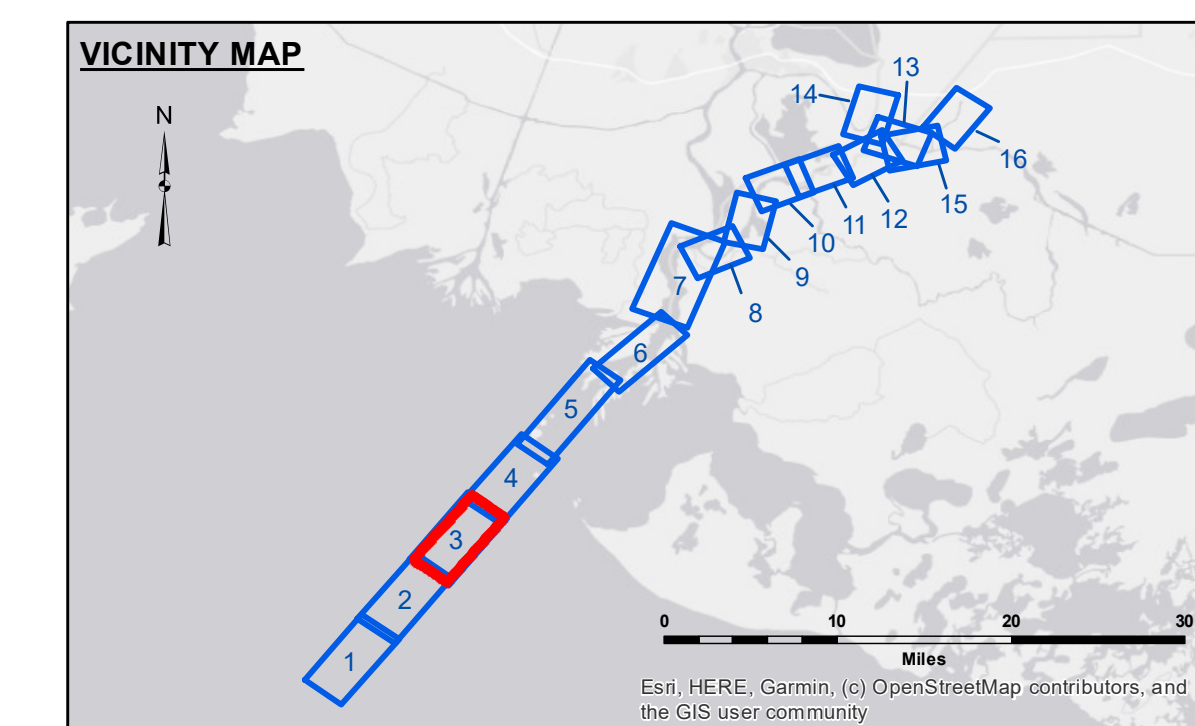 VICINITY MAP
N
13
14
16
15
12
11
10
9
8
7
6
5
4
3
2
1
0 10 20 30
Miles
Esri, HERE, Garmin, (c) OpenStreetMap contributors, and
the GIS user community